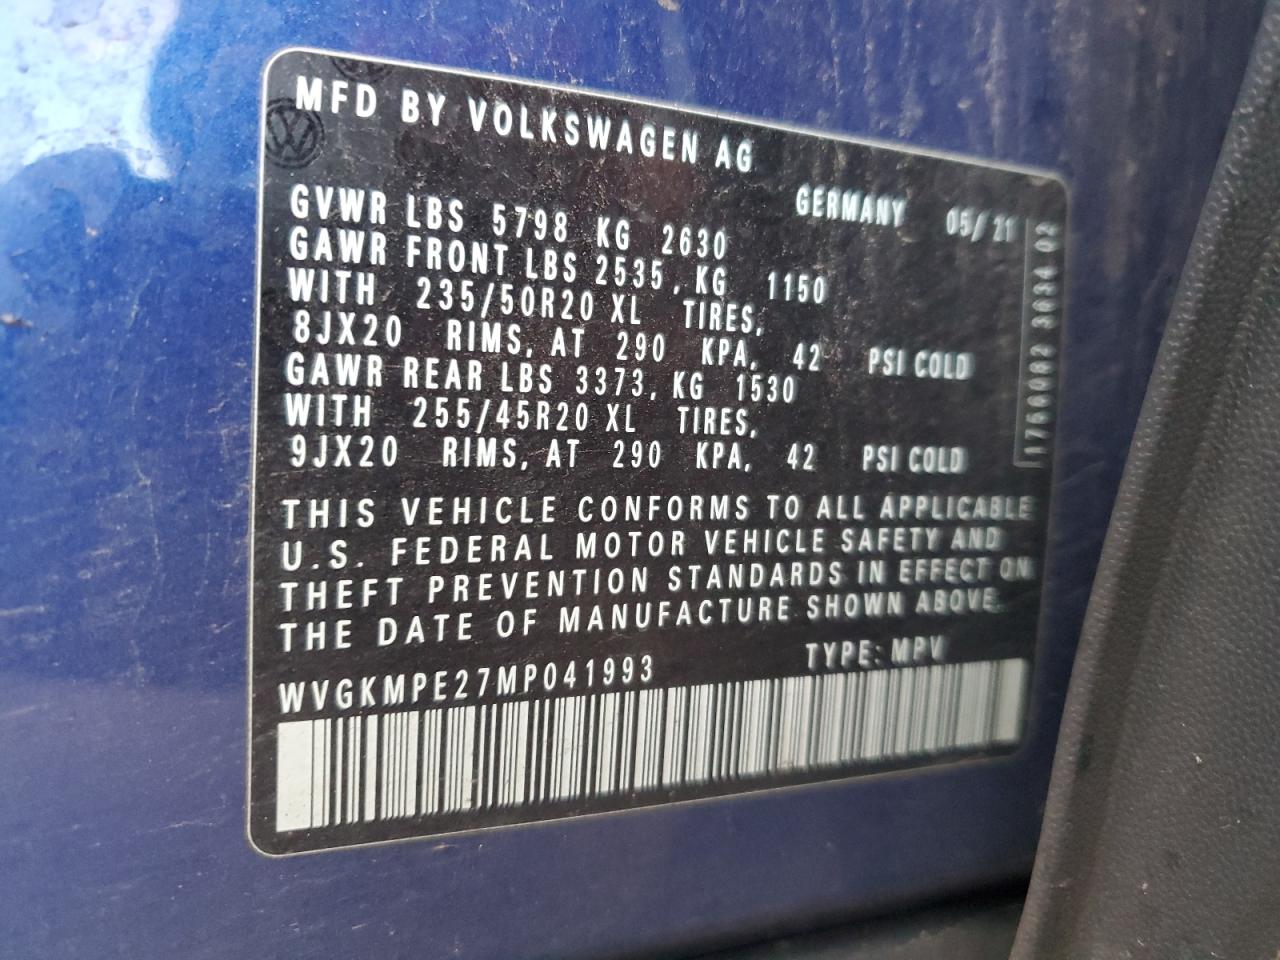 MFD BY VOLKSWAGEN AG
GERMANY 05/21
GVWR LBS 5798 KG 2630
GAWR FRONT LBS 2535, KG 1150
WITH 235/50R20 XL TIRES,
8JX20 RIMS, AT 290 KPA, 42 PSI COLD
GAWR REAR LBS 3373, KG 1530
WITH 255/45R20 XL TIRES,
9JX20 RIMS, AT 290 KPA, 42 PSI COLD
THIS VEHICLE CONFORMS TO ALL APPLICABLE
U.S. FEDERAL MOTOR VEHICLE SAFETY AND
THEFT PREVENTION STANDARDS IN EFFECT ON
THE DATE OF MANUFACTURE SHOWN ABOVE.
WVGKMPE27MP041993 TYPE: MPV